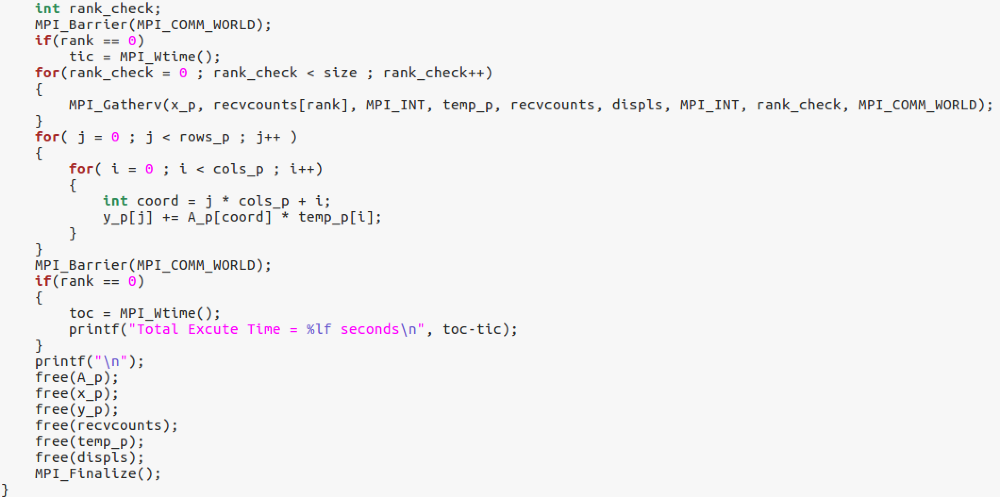 int rank_check;
MPI_Barrier(MPI_COMM_WORLD);
if(rank == 0)
tic = MPI_Wtime();
for(rank_check = 0 ; rank_check < size ; rank_check++)
{
MPI_Gatherv(x_p, recvcounts[rank], MPI_INT, temp_p, recvcounts, displs, MPI_INT, rank_check, MPI_COMM_WORLD);
}
for( j = 0 ; j < rows_p ; j++ )
{
for( i = 0 ; i < cols_p ; i++)
{
int coord = j * cols_p + i;
y_p[j] += A_p[coord] * temp_p[i];
}
}
MPI_Barrier(MPI_COMM_WORLD);
if(rank == 0)
{
toc = MPI_Wtime();
printf("Total Excute Time = %lf seconds\n", toc-tic);
}
printf("\n");
free(A_p);
free(x_p);
free(y_p);
free(recvcounts);
free(temp_p);
free(displs);
MPI_Finalize();
}